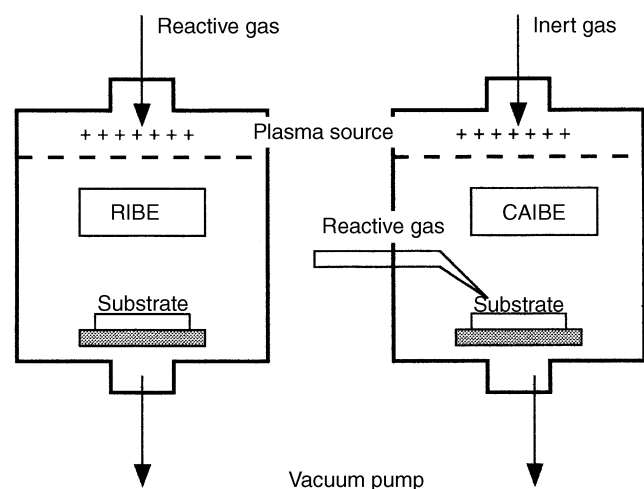 Reactive gas
Inert gas
+ + + + + + +
Plasma source
+ + + + + + +
RIBE
CAIBE
Reactive gas
Substrate
Substrate
Vacuum pump